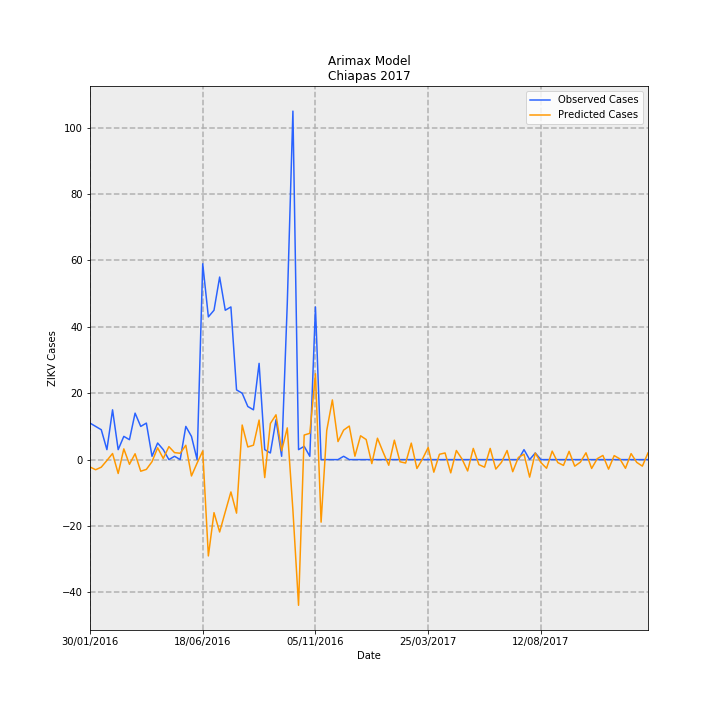 Arimax Model
Chiapas 2017
Observed Cases
Predicted Cases
ZIKV Cases
100
80
60
40
20
0
−20
−40
30/01/2016 18/06/2016 05/11/2016 25/03/2017 12/08/2017
Date